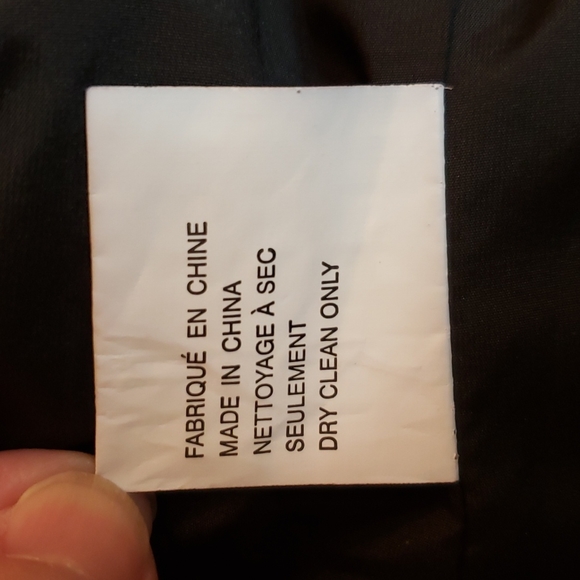 FABRIQUÉ EN CHINE
MADE IN CHINA
NETTOYAGE À SEC
SEULEMENT
DRY CLEAN ONLY